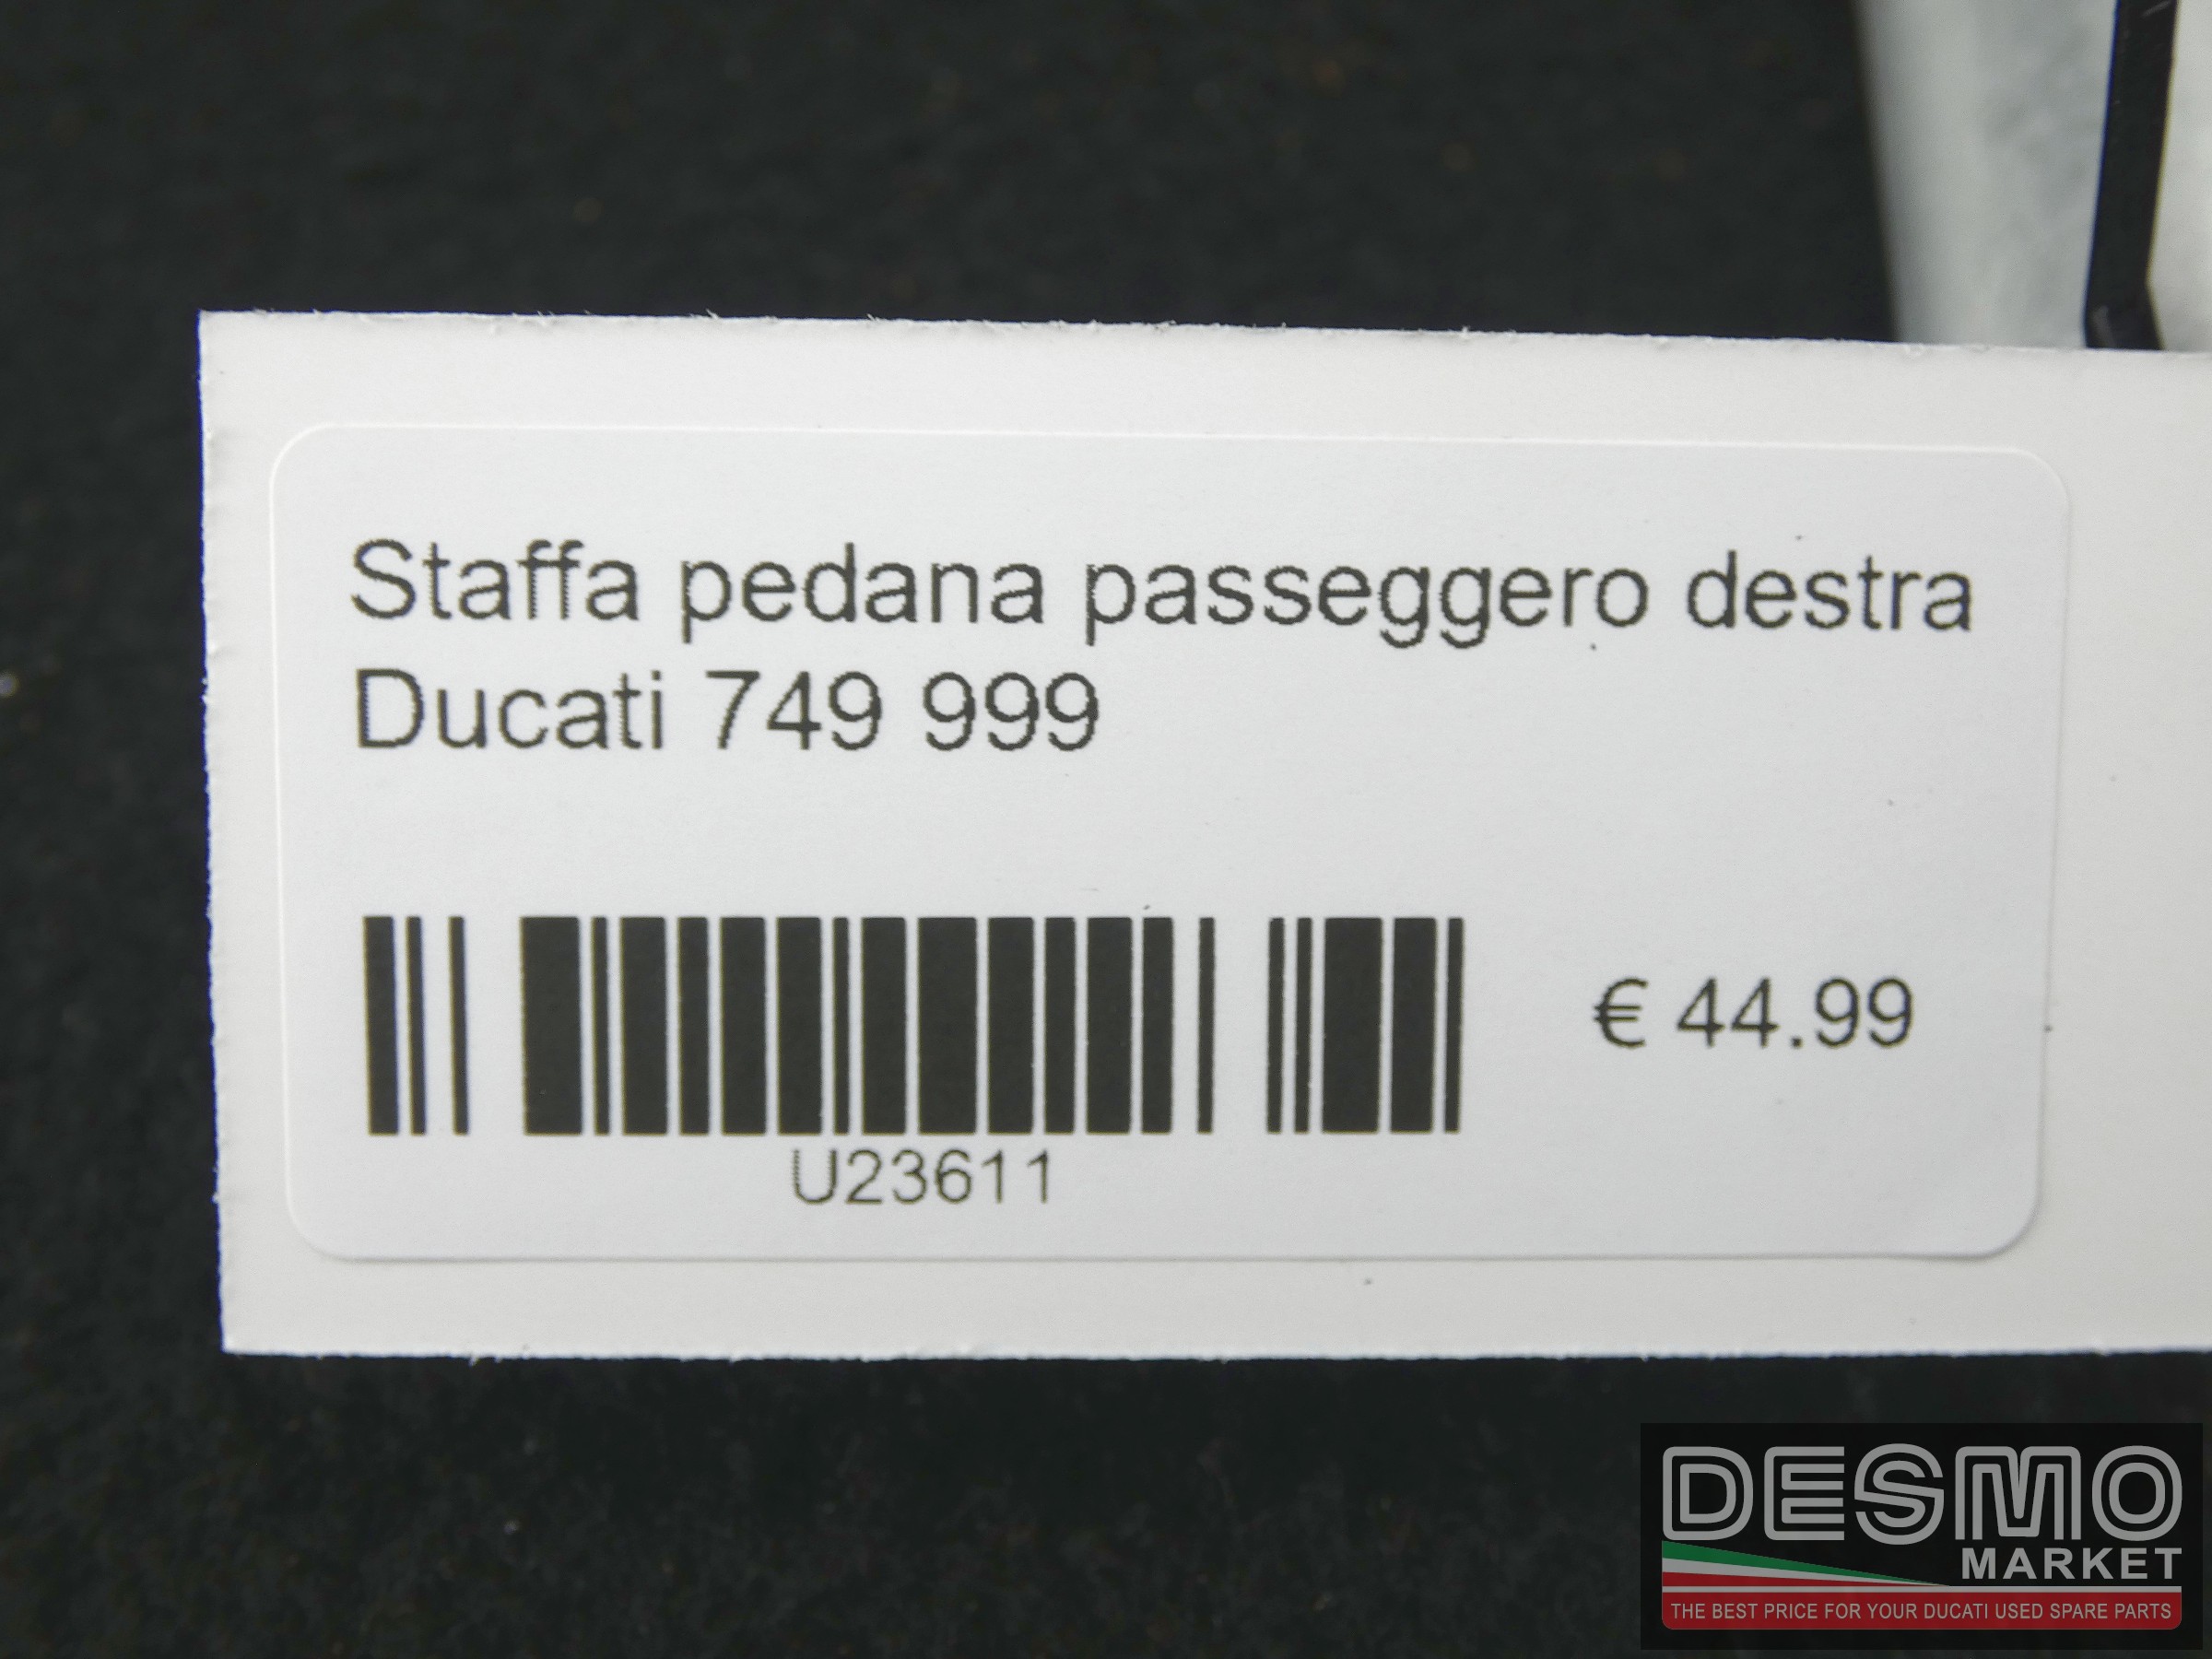 Staffa pedana passeggero destra
Ducati 749 999
€ 44.99
U23611
DESMO
MARKET
THE BEST PRICE FOR YOUR DUCATI USED SPARE PARTS